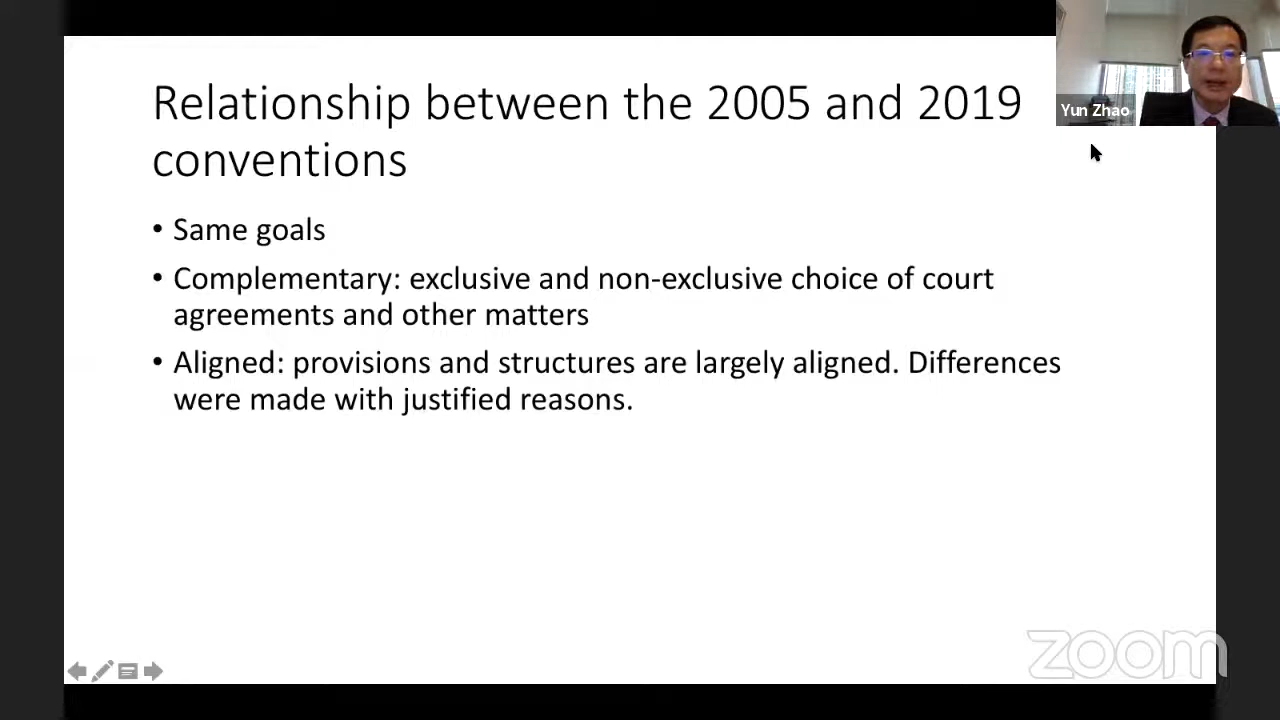 Relationship between the 2005 and 2019
conventions
• Same goals
• Complementary: exclusive and non-exclusive choice of court
agreements and other matters
• Aligned: provisions and structures are largely aligned. Differences
were made with justified reasons.
Yun Zhao
zoom